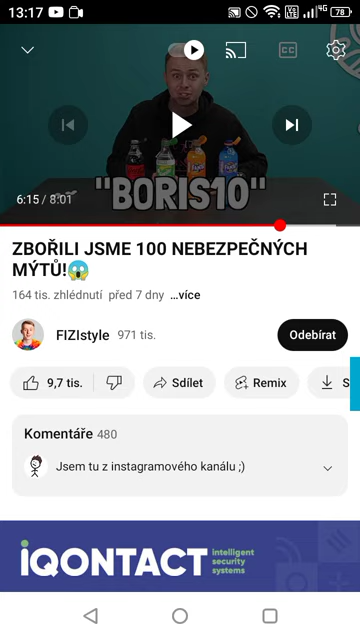 13:17
4G
78
CC
"BORIS10"
6:15 / 8:01
ZBOŘILI JSME 100 NEBEZPEČNÝCH
MÝTŮ!😱
164 tis. zhlédnutí před 7 dny ...více
FIZIstyle 971 tis.
Odebírat
9,7 tis.
Sdílet
Remix
S
Komentáře 480
Jsem tu z instagramového kanálu ;)
iQONTACT
intelligent
security
systems